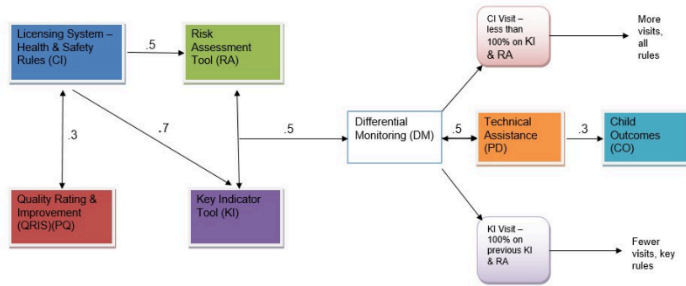 Licensing System –
Health & Safety
Rules (CI)
.5
Risk
Assessment
Tool (RA)
CI Visit –
less than
100% on KI
& RA
More
visits,
all
rules
.3
.7
.5
Differential
Monitoring (DM)
.5
Technical
Assistance
(PD)
.3
Child
Outcomes
(CO)
Quality Rating &
Improvement
(QRIS)(PQ)
Key Indicator
Tool (KI)
KI Visit –
100% on
previous KI
& RA
Fewer
visits, key
rules